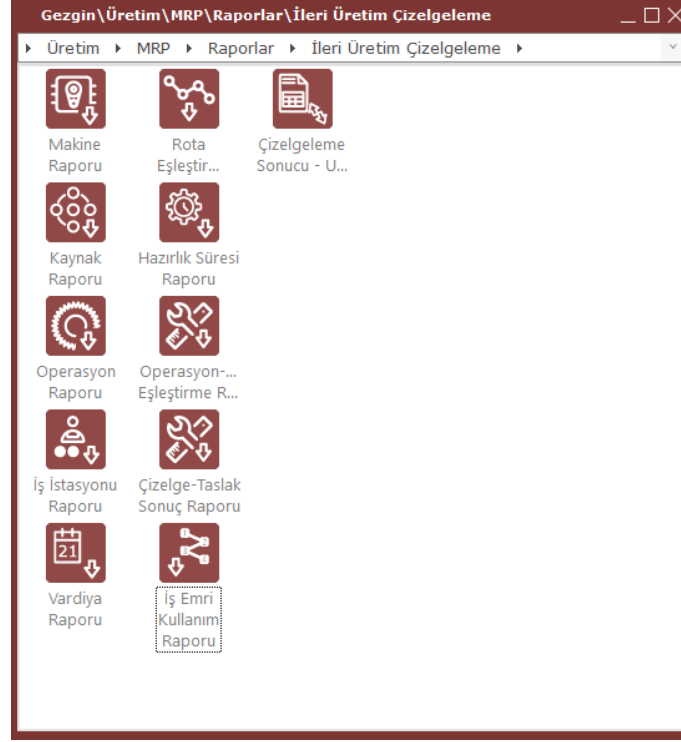 Gezgin\Üretim\MRP\Raporlar\İleri Üretim Çizelgeleme
Üretim MRP Raporlar İleri Üretim Çizelgeleme
Makine
Raporu
Rota
Eşleştir...
Çizelgeleme
Sonucu - U...
Kaynak
Raporu
Hazırlık Süresi
Raporu
Operasyon
Raporu
Operasyon-...
Eşleştirme R...
İş İstasyonu
Raporu
Çizelge-Taslak
Sonuç Raporu
21
Vardiya
Raporu
İş Emri
Kullanım
Raporu